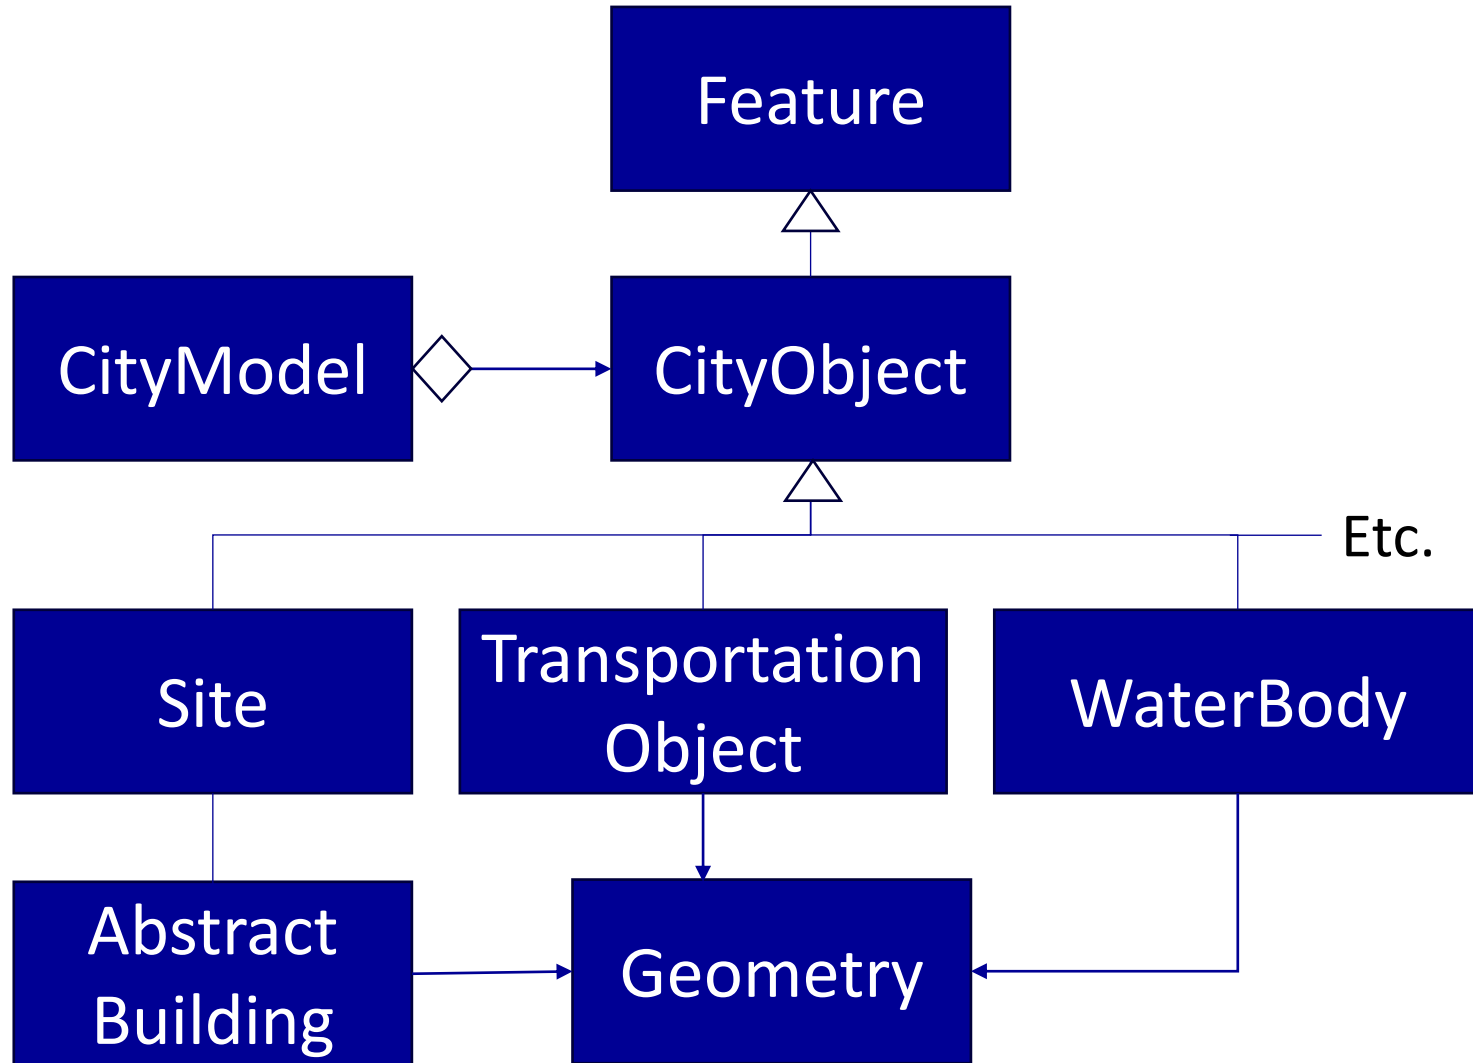 Feature
CityModel
CityObject
Etc.
Site
Transportation
Object
WaterBody
Abstract
Building
Geometry